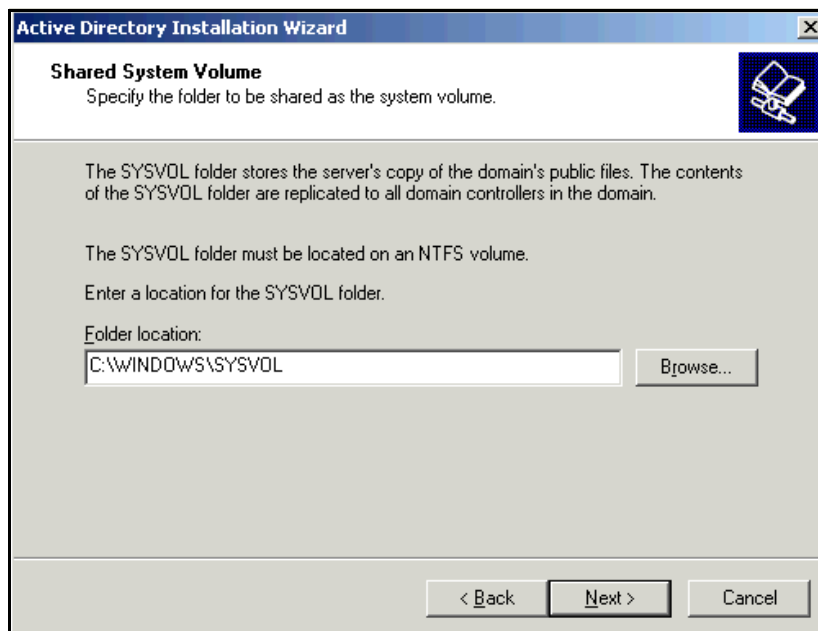 Active Directory Installation Wizard
Shared System Volume
Specify the folder to be shared as the system volume.
The SYSVOL folder stores the server's copy of the domain's public files. The contents
of the SYSVOL folder are replicated to all domain controllers in the domain.
The SYSVOL folder must be located on an NTFS volume.
Enter a location for the SYSVOL folder.
Folder location:
C:\WINDOWS\SYSVOL
Browse...
< Back
Next >
Cancel